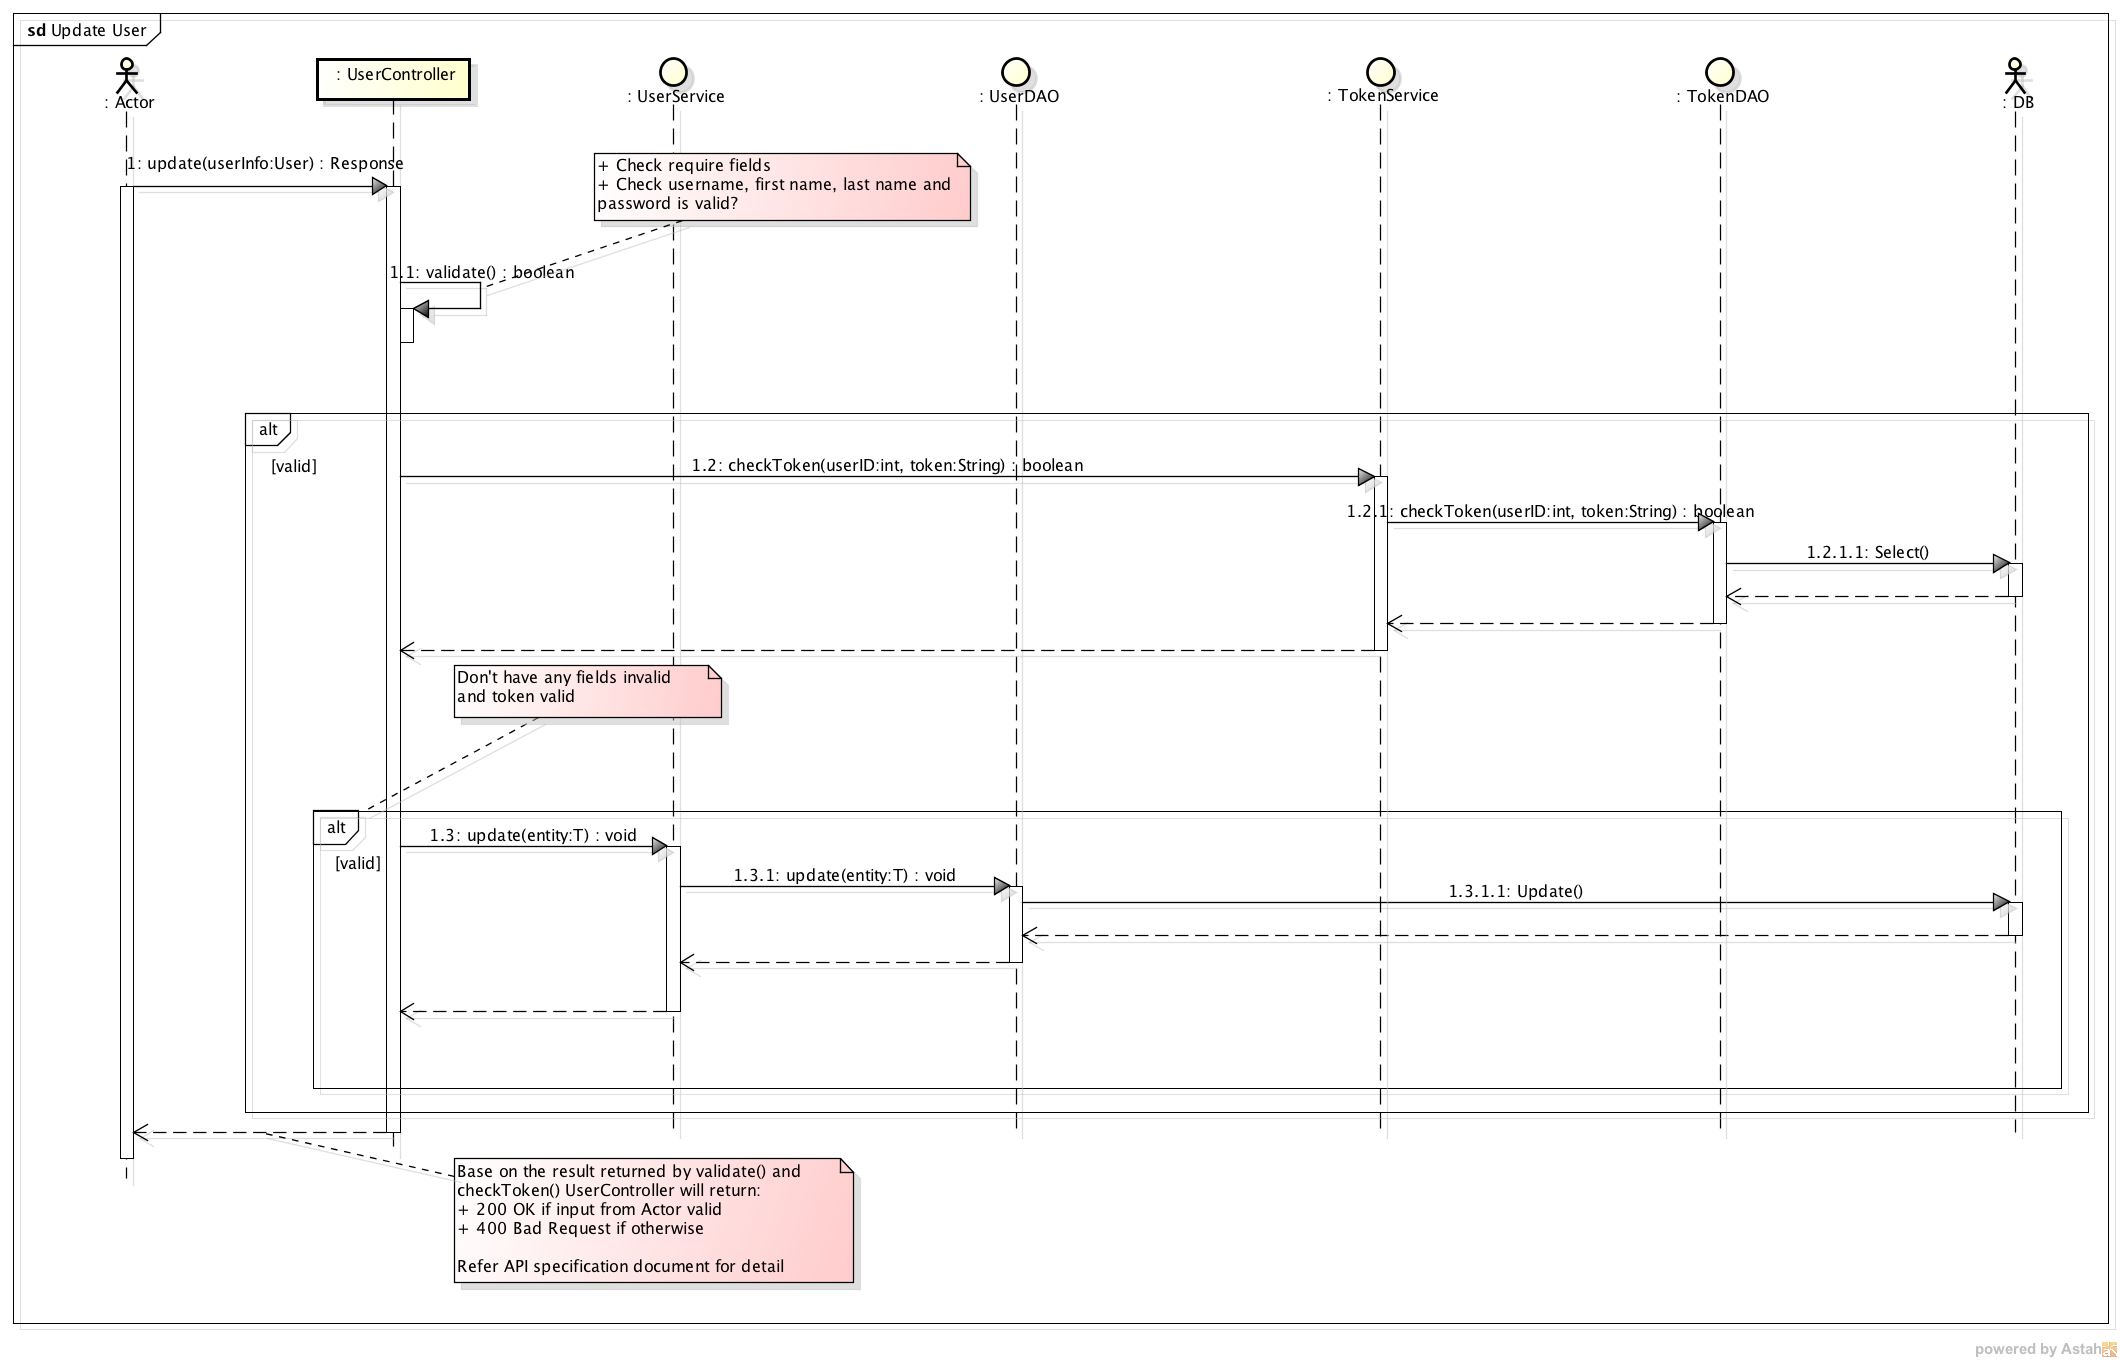 sd Update User
: Actor
: UserController
: UserService
: UserDAO
: TokenService
: TokenDAO
: DB
1: update(userInfo:User) : Response
+ Check require fields
+ Check username, first name, last name and
password is valid?
1.1: validate() : boolean
alt
[valid]
1.2: checkToken(userID:int, token:String) : boolean
1.2.1: checkToken(userID:int, token:String) : boolean
1.2.1.1: Select()
Don't have any fields invalid
and token valid
alt
[valid]
1.3: update(entity:T) : void
1.3.1: update(entity:T) : void
1.3.1.1: Update()
Base on the result returned by validate() and
checkToken() UserController will return:
+ 200 OK if input from Actor valid
+ 400 Bad Request if otherwise
Refer API specification document for detail
powered by Astah